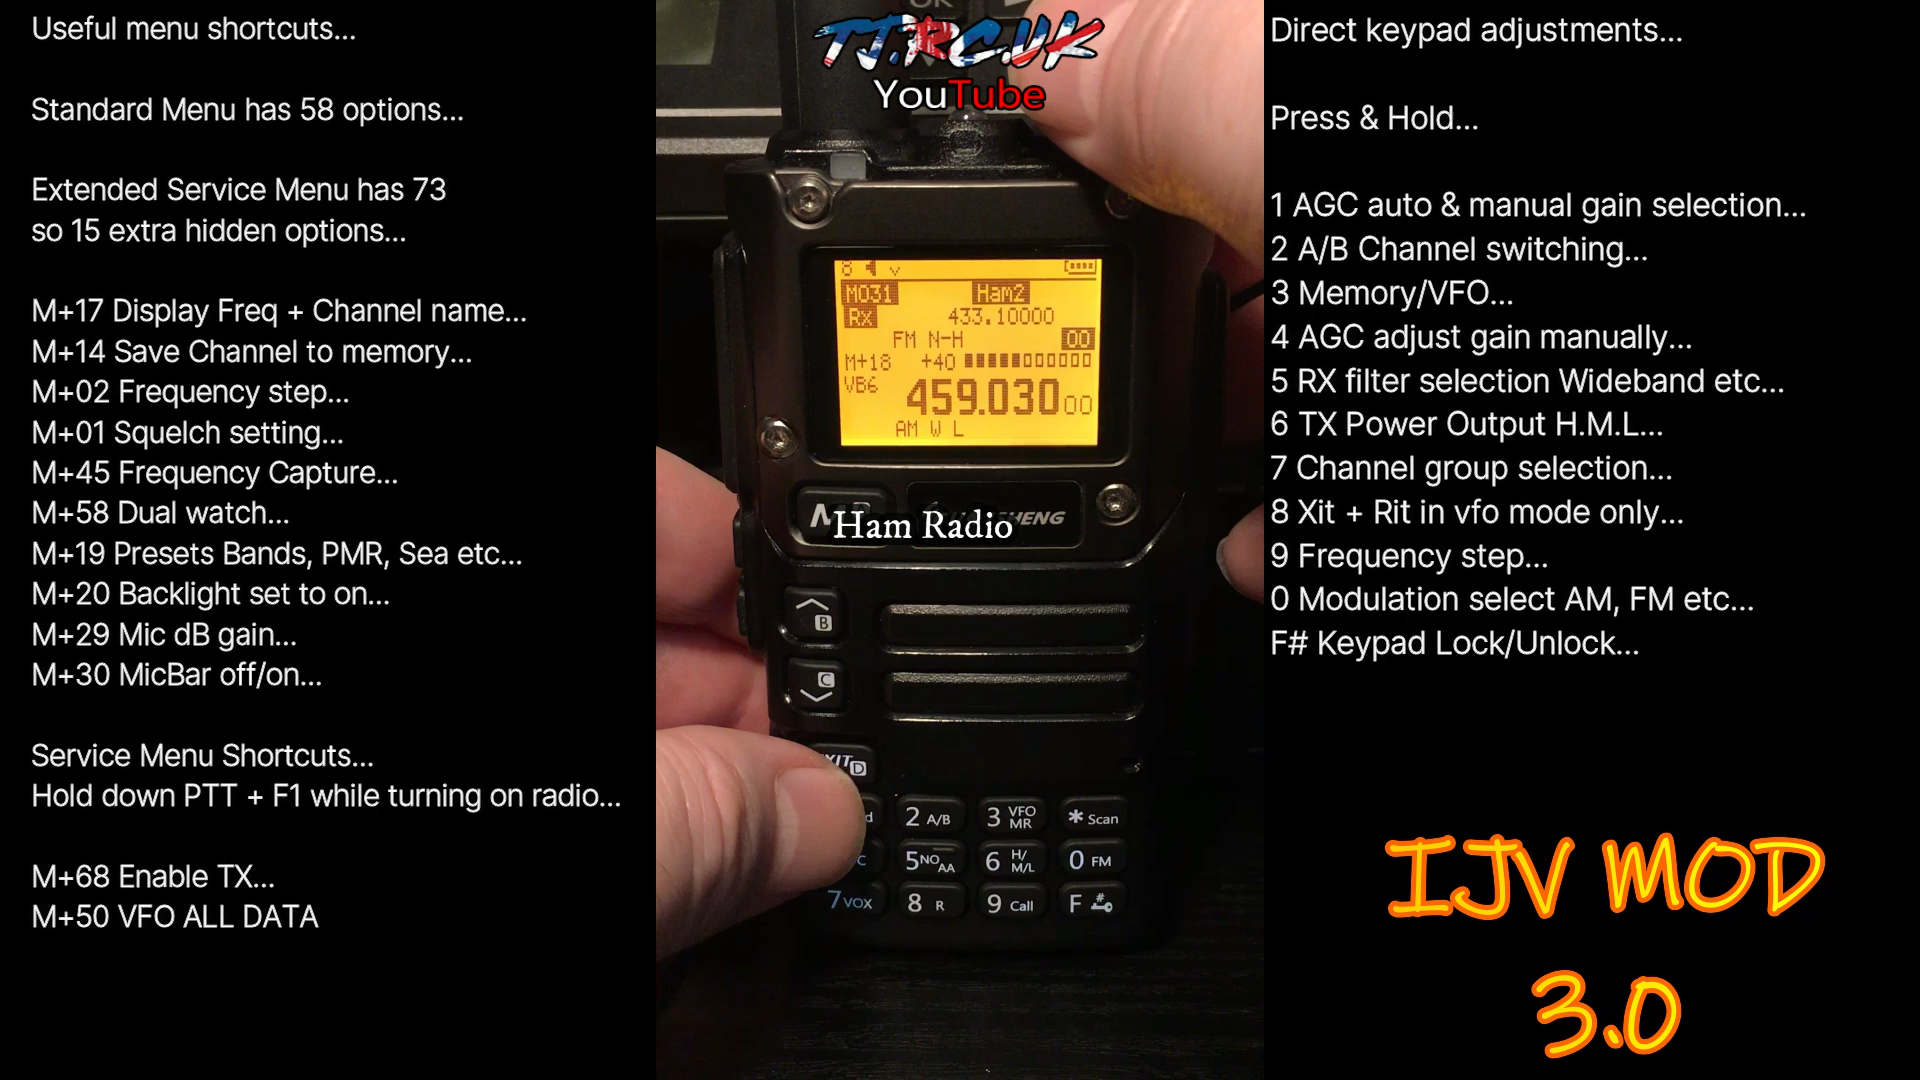 Useful menu shortcuts...
Standard Menu has 58 options...
Extended Service Menu has 73
so 15 extra hidden options...
M+17 Display Freq + Channel name...
M+14 Save Channel to memory...
M+02 Frequency step...
M+01 Squelch setting...
M+45 Frequency Capture...
M+58 Dual watch...
M+19 Presets Bands, PMR, Sea etc...
M+20 Backlight set to on...
M+29 Mic dB gain...
M+30 MicBar off/on...
Service Menu Shortcuts...
Hold down PTT + F1 while turning on radio...
M+68 Enable TX...
M+50 VFO ALL DATA
TJ.RC.UK
YouTube
8 v
M031 Ham2
RX 433.10000
FM N-H 00
M+18 +40
VB6 459.03000
AM W L
Ham Radio
B
C
D
2 A/B 3 VFO MR * Scan
C 5 NO AA 6 H/ M/L 0 FM
7 VOX 8 R 9 Call F #
Direct keypad adjustments...
Press & Hold...
1 AGC auto & manual gain selection...
2 A/B Channel switching...
3 Memory/VFO...
4 AGC adjust gain manually...
5 RX filter selection Wideband etc...
6 TX Power Output H.M.L...
7 Channel group selection...
8 Xit + Rit in vfo mode only...
9 Frequency step...
0 Modulation select AM, FM etc...
F# Keypad Lock/Unlock...
IJV MOD
3.0